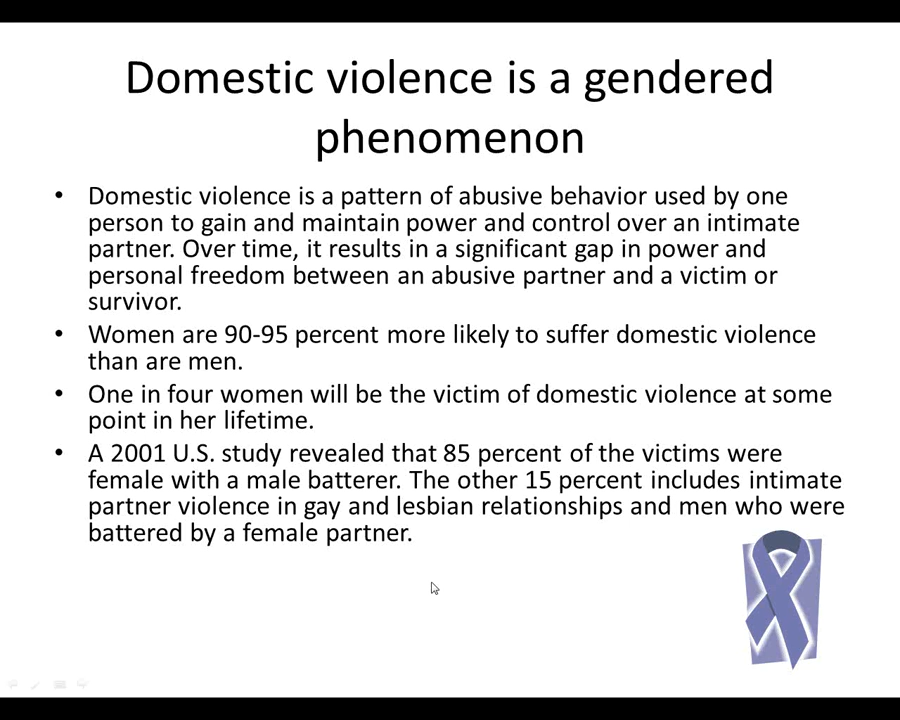 Domestic violence is a gendered
phenomenon
• Domestic violence is a pattern of abusive behavior used by one
person to gain and maintain power and control over an intimate
partner. Over time, it results in a significant gap in power and
personal freedom between an abusive partner and a victim or
survivor.
• Women are 90-95 percent more likely to suffer domestic violence
than are men.
• One in four women will be the victim of domestic violence at some
point in her lifetime.
• A 2001 U.S. study revealed that 85 percent of the victims were
female with a male batterer. The other 15 percent includes intimate
partner violence in gay and lesbian relationships and men who were
battered by a female partner.